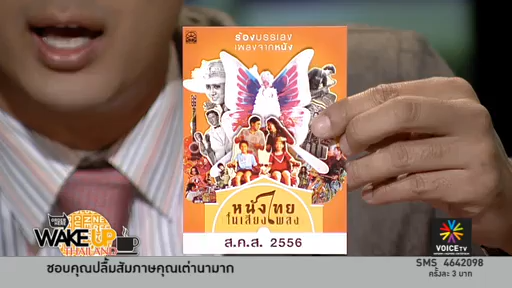 ร้องบรรเลง
เพลงจากหนัง
หนังไทย
ในเสียงเพลง
ส.ค.ส. 2556
WAKE UP
THAILAND
VOICE TV
ชอบคุณปลื้มสัมภาษคุณเต๋านามาก
SMS 4642098
ครั้งละ 3 บาท